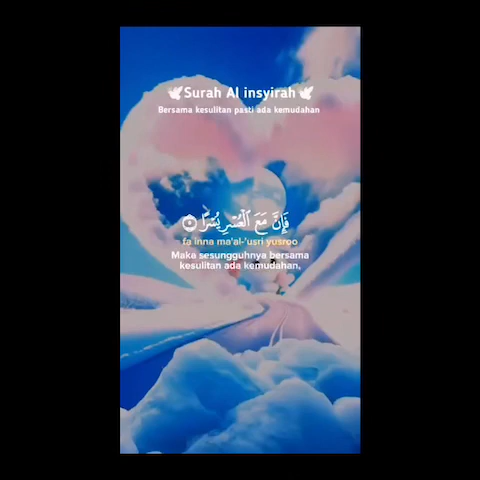 🕊Surah Al insyirah🕊
Bersama kesulitan pasti ada kemudahan
فَإِنَّ مَعَ الْعُسْرِ يُسْرًا ۝٥
fa inna ma'al-'usri yusroo
Maka sesungguhnya bersama
kesulitan ada kemudahan,